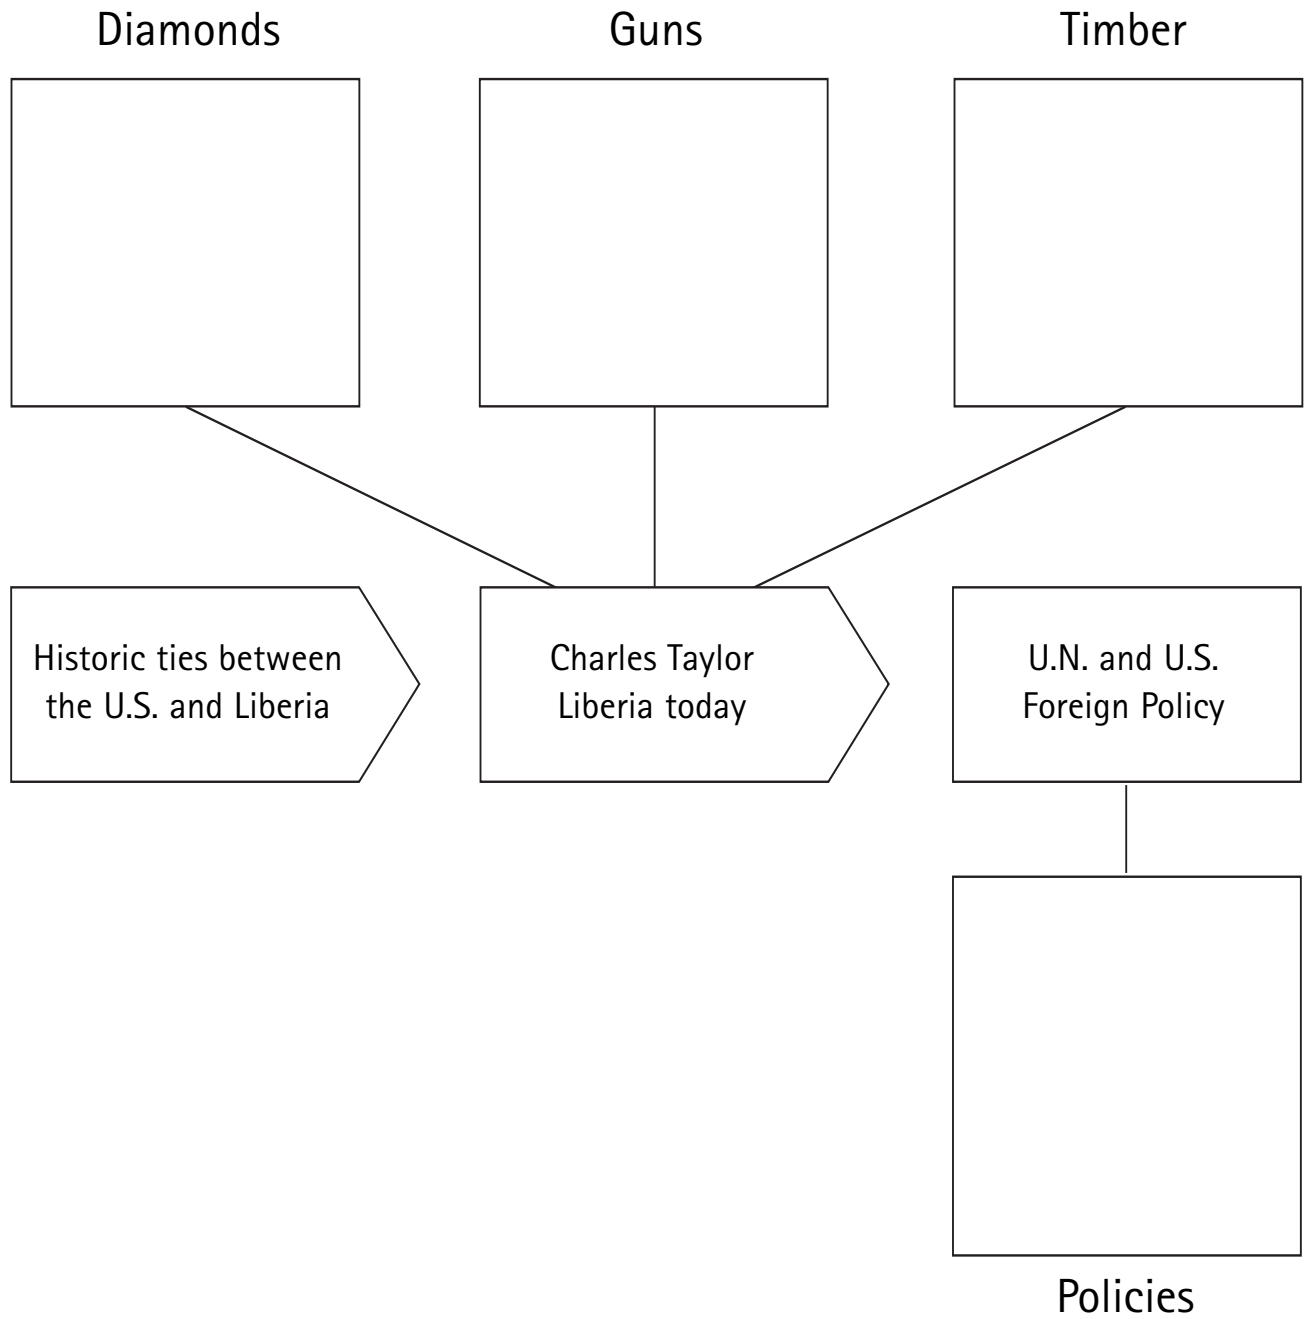 Diamonds
Guns
Timber
Historic ties between
the U.S. and Liberia
Charles Taylor
Liberia today
U.N. and U.S.
Foreign Policy
Policies